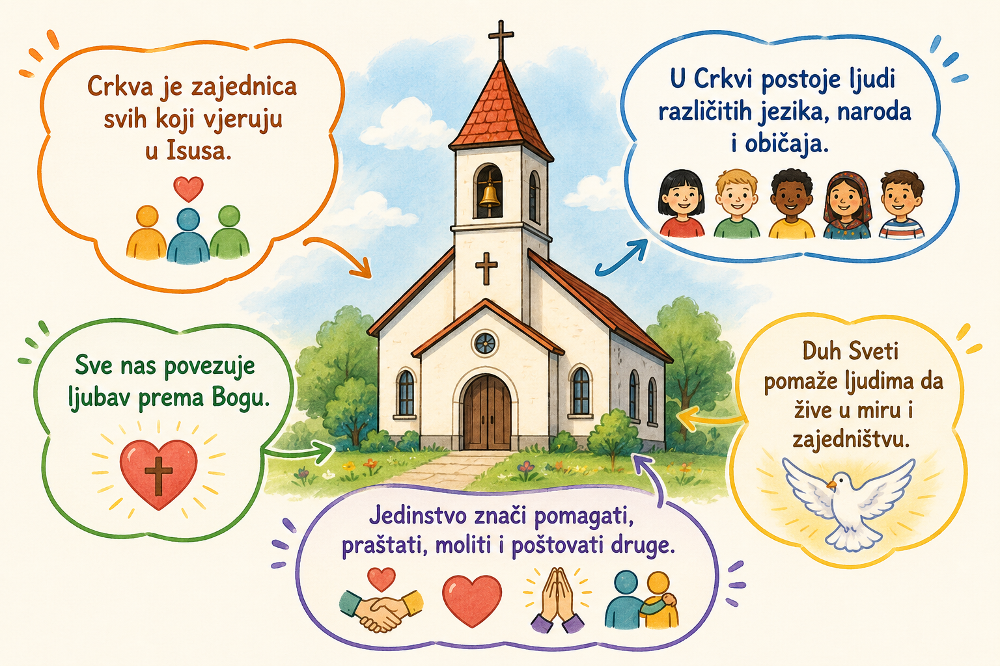 Crkva je zajednica
svih koji vjeruju
u Isusa.
U Crkvi postoje ljudi
različitih jezika, naroda
i običaja.
Sve nas povezuje
ljubav prema Bogu.
Duh Sveti
pomaže ljudima da
žive u miru i
zajedništvu.
Jedinstvo znači pomagati,
praštati, moliti i poštovati druge.